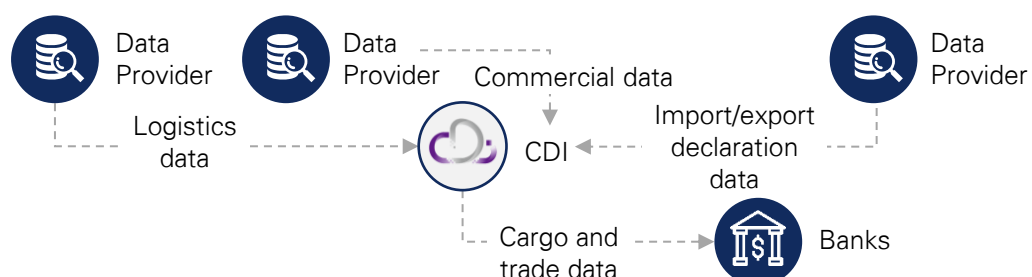 Data
Provider
Data
Provider
Data
Provider
Commercial data
Logistics
data
Import/export
declaration
data
CDI
Cargo and
trade data
Banks